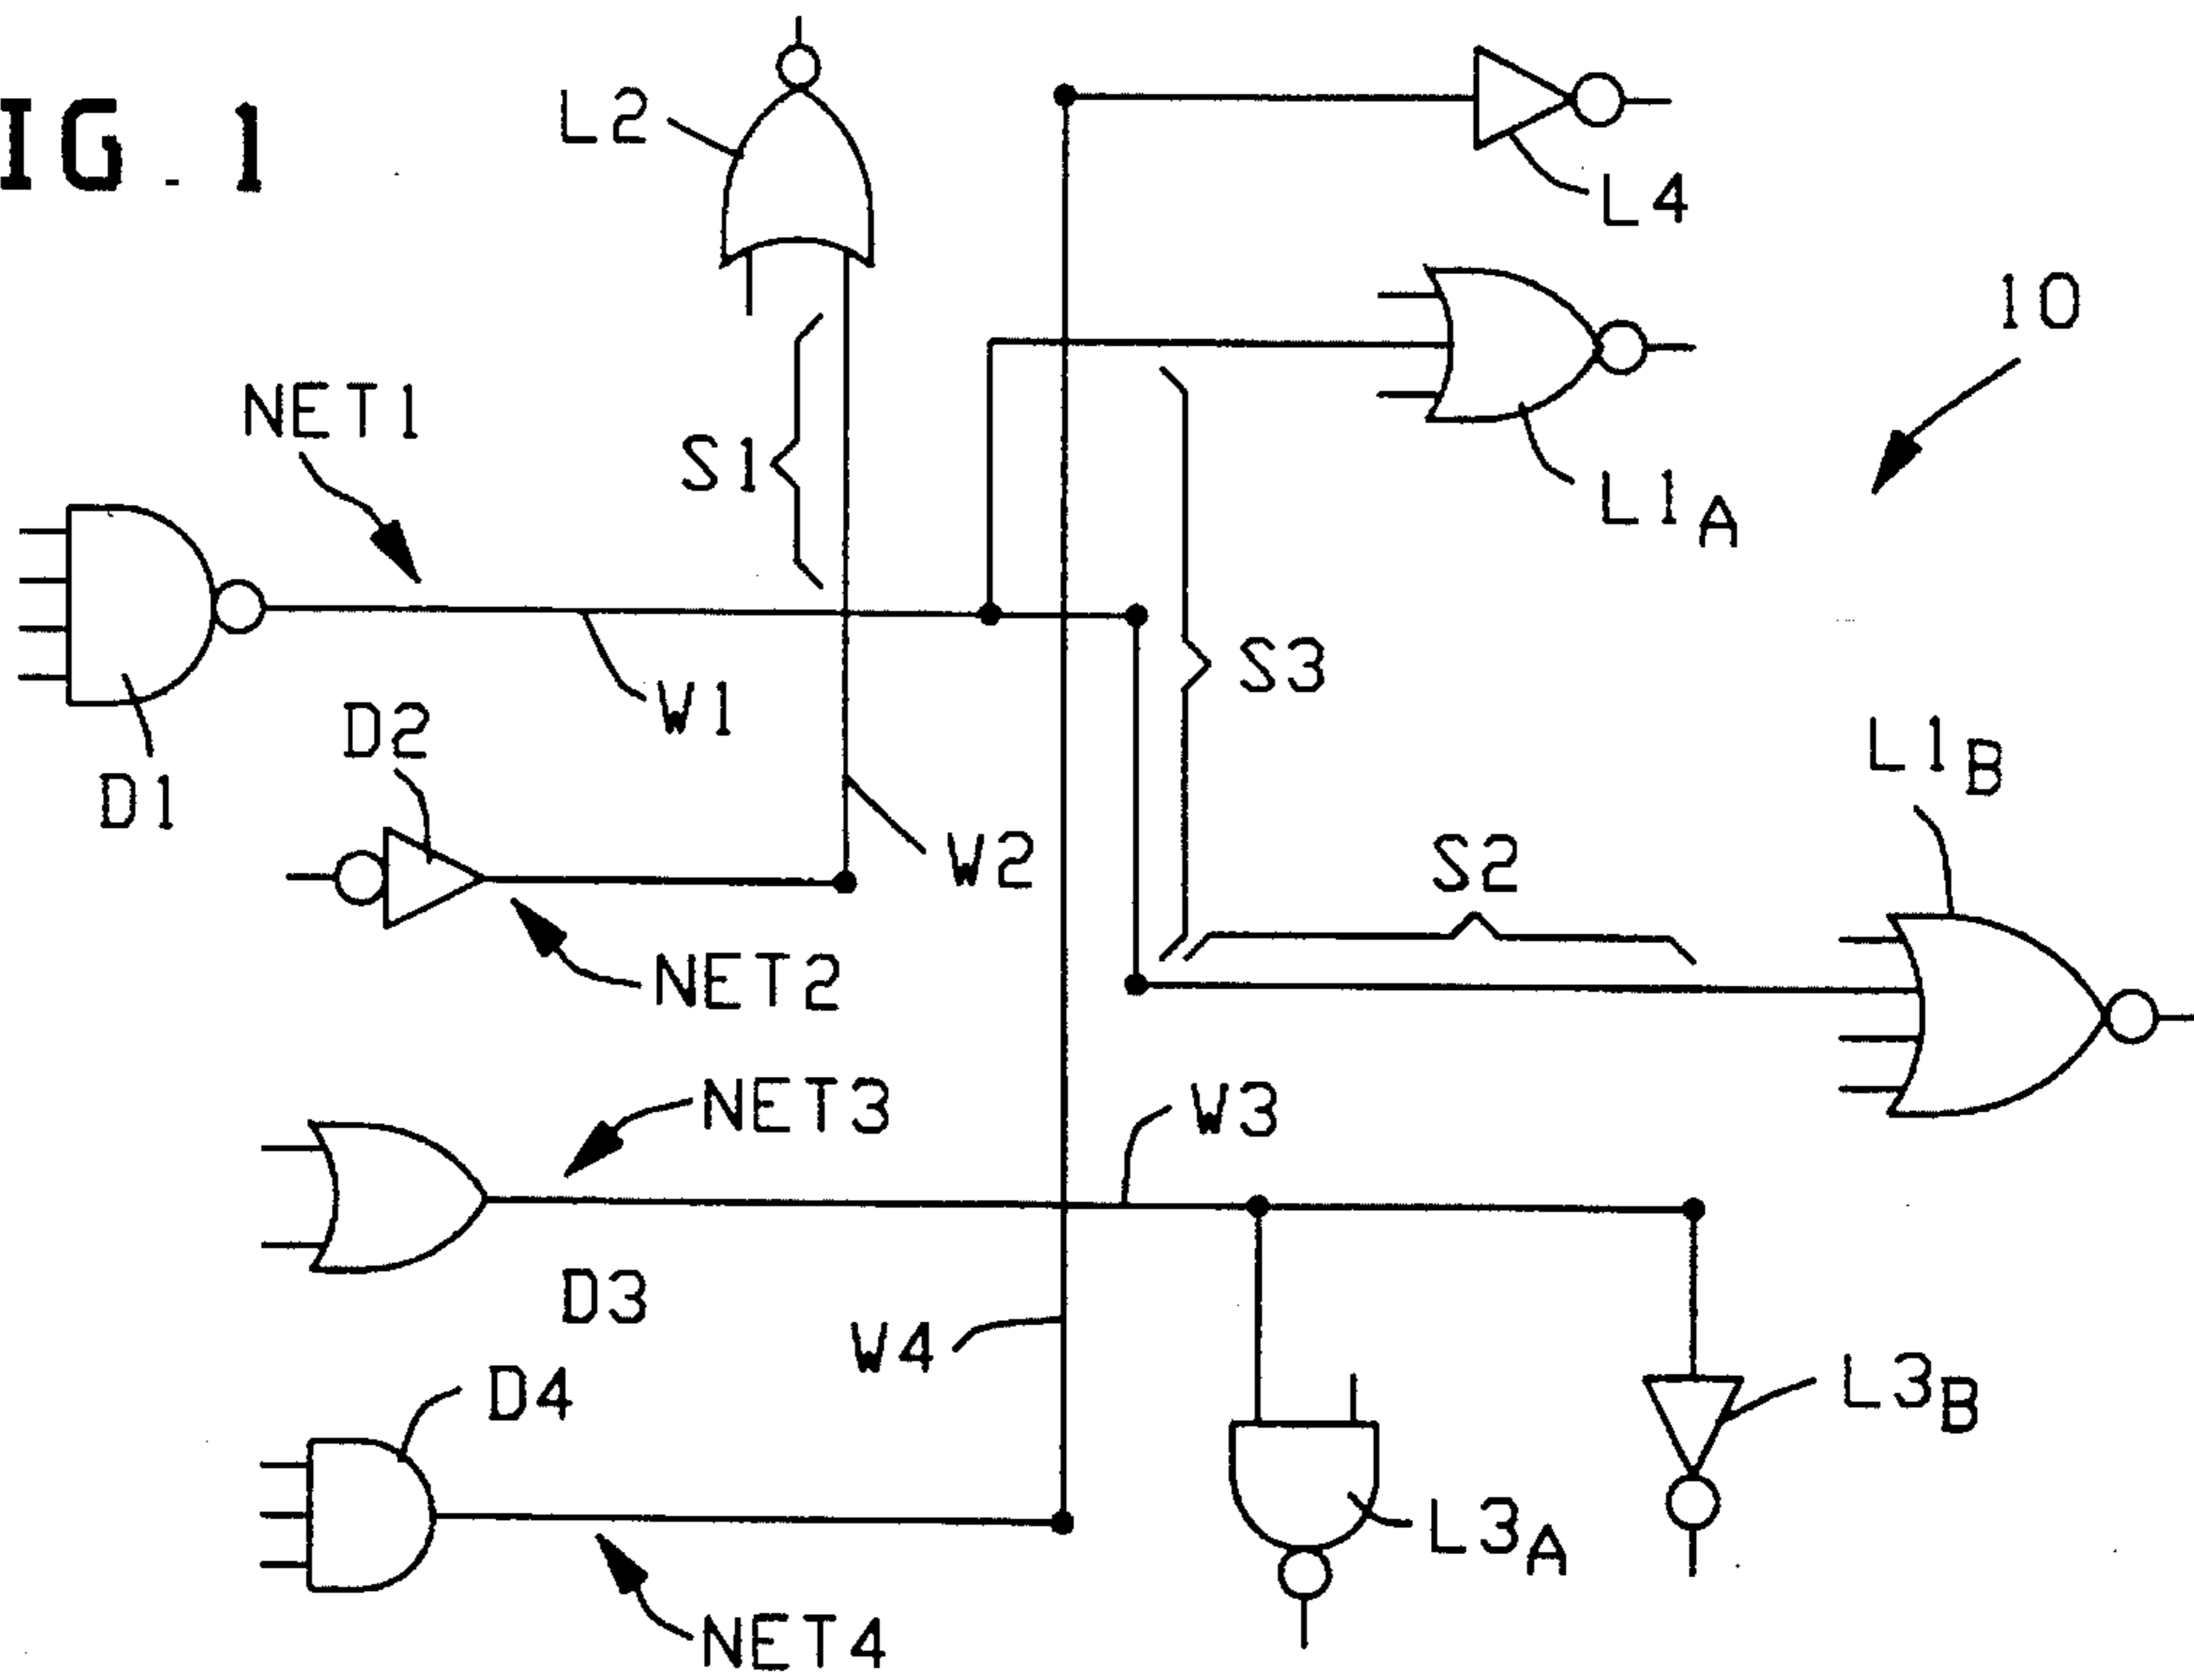 IG. 1
L2
L4
10
NET1
S1
L1A
W1
S3
D2
D1
L1B
W2
S2
NET2
NET3
W3
D3
W4
D4
L3B
L3A
NET4